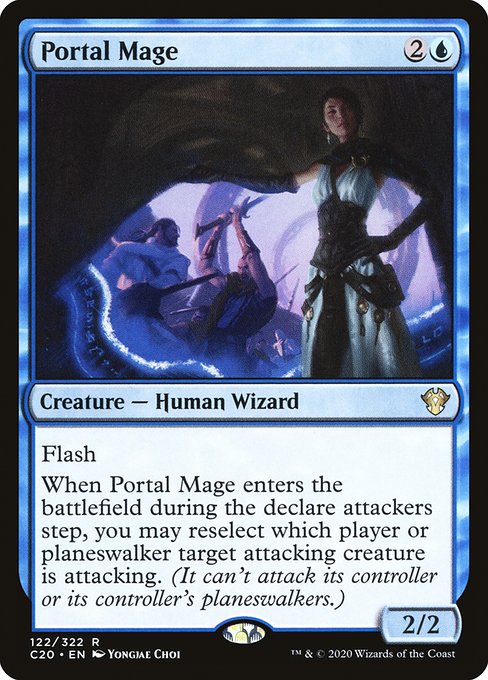 Portal Mage 2
Creature — Human Wizard
Flash
When Portal Mage enters the
battlefield during the declare attackers
step, you may reselect which player or
planeswalker target attacking creature
is attacking. (It can't attack its controller
or its controller's planeswalkers.)
2/2
122/322 R
C20 • EN Yongjae Choi
™ & © 2020 Wizards of the Coast